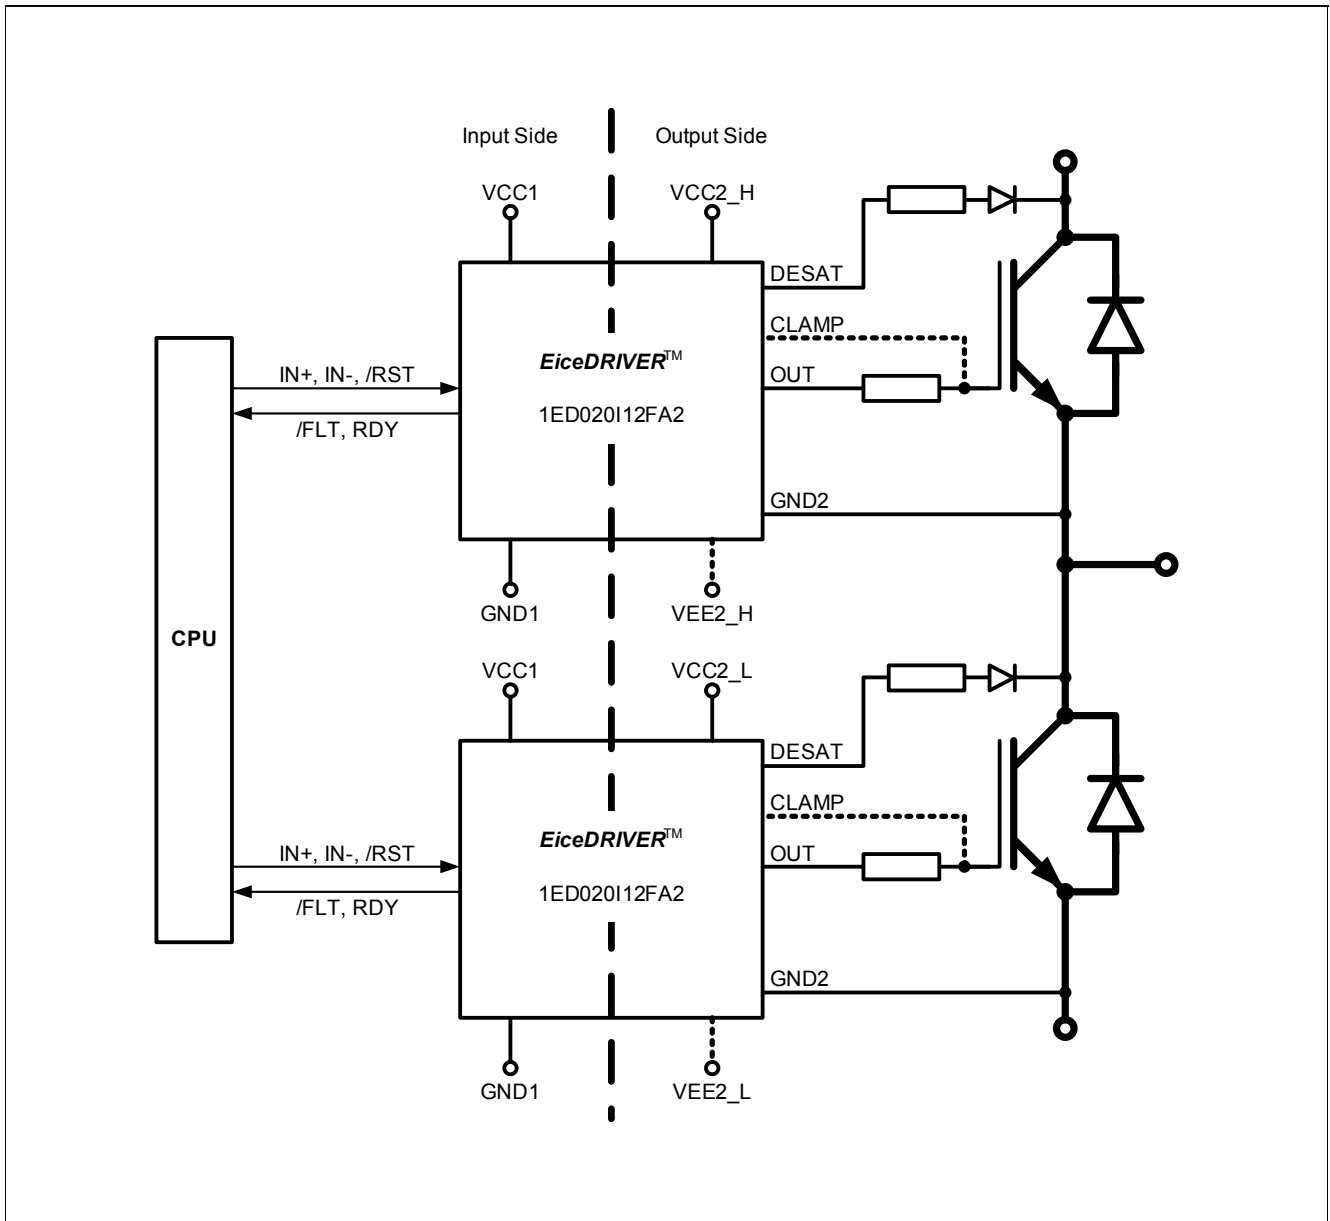 Input Side
Output Side
VCC1
VCC2_H
DESAT
CLAMP
EiceDRIVER™
OUT
IN+, IN-, /RST
1ED020I12FA2
/FLT, RDY
GND2
GND1
VEE2_H
CPU
VCC1
VCC2_L
DESAT
CLAMP
EiceDRIVER™
OUT
IN+, IN-, /RST
1ED020I12FA2
/FLT, RDY
GND2
GND1
VEE2_L